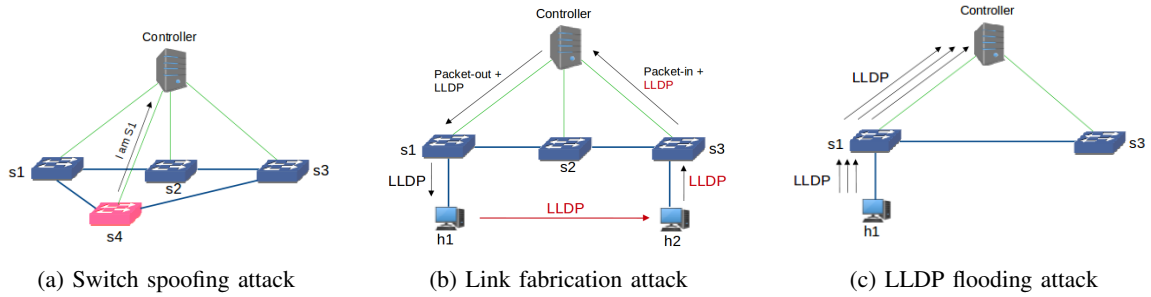 Controller
I am S1
s1
s2
s3
s4
(a) Switch spoofing attack
Controller
Packet-out +
LLDP
Packet-in +
LLDP
s1
s2
s3
LLDP
LLDP
LLDP
h1
h2
(b) Link fabrication attack
Controller
LLDP
s1
s3
LLDP
h1
(c) LLDP flooding attack